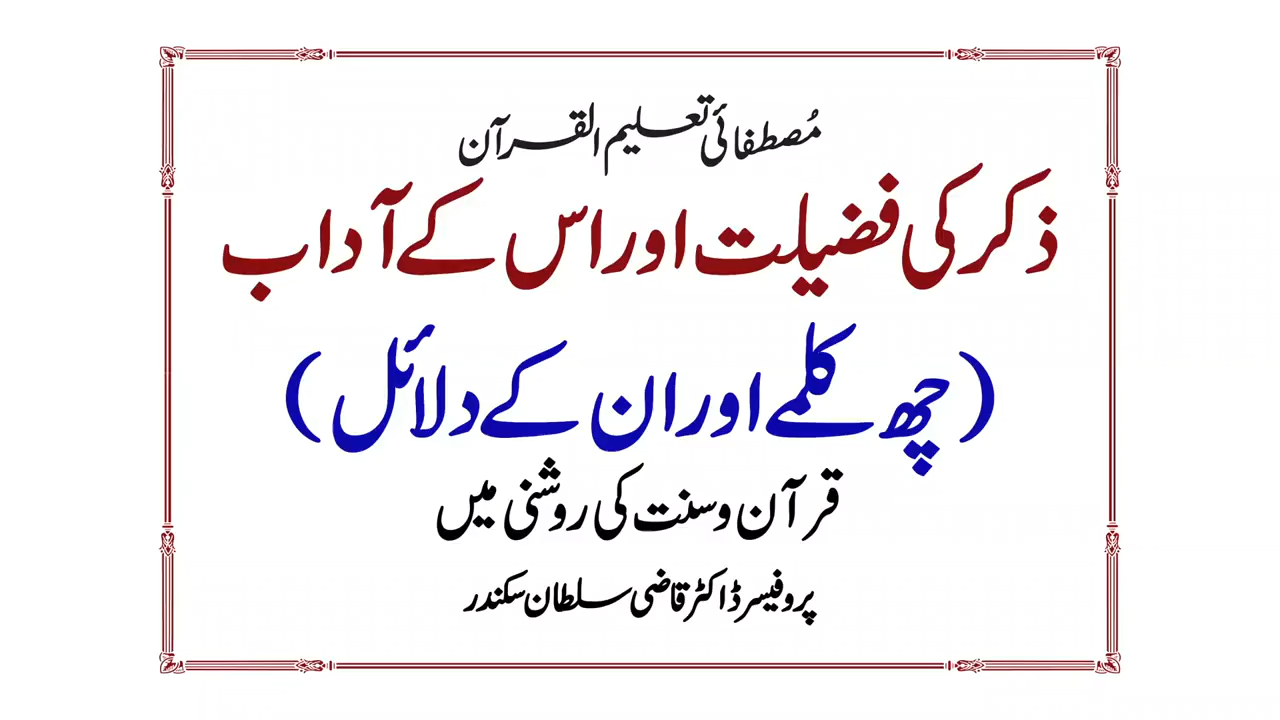 مُصطفائی تعلیم القرآن
ذکر کی فضیلت اور اس کے آداب
(چھ کلمے اور ان کے دلائل)
قرآن و سنت کی روشنی میں
پروفیسر ڈاکٹر قاضی سلطان سکندر